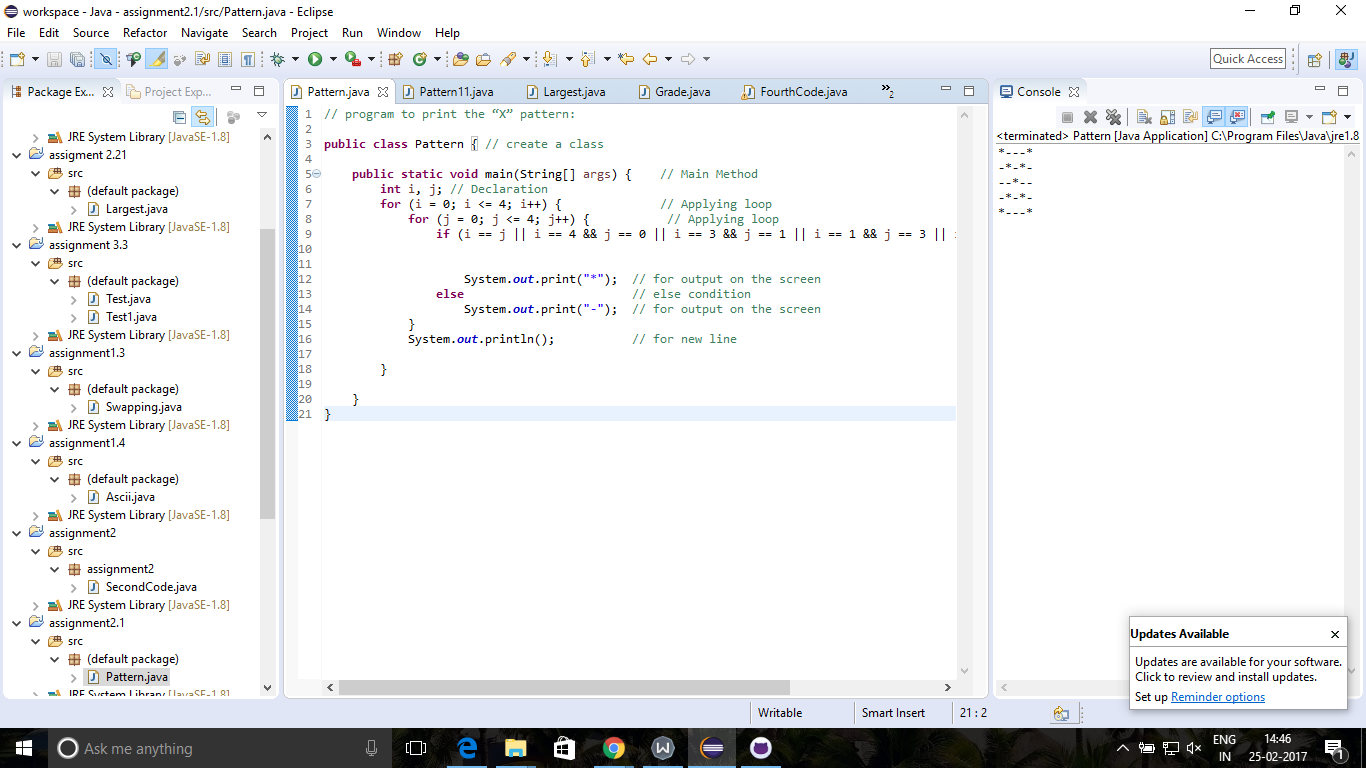 workspace - Java - assignment2.1/src/Pattern.java - Eclipse
File Edit Source Refactor Navigate Search Project Run Window Help
Quick Access
Package Ex... Project Exp...
JRE System Library [JavaSE-1.8]
assigment 2.21
src
(default package)
Largest.java
JRE System Library [JavaSE-1.8]
assignment 3.3
src
(default package)
Test.java
Test1.java
JRE System Library [JavaSE-1.8]
assignment1.3
src
(default package)
Swapping.java
JRE System Library [JavaSE-1.8]
assignment1.4
src
(default package)
Ascii.java
JRE System Library [JavaSE-1.8]
assignment2
src
assignment2
SecondCode.java
JRE System Library [JavaSE-1.8]
assignment2.1
src
(default package)
Pattern.java
JRE System Library [JavaSE-1.8]
Pattern.java Pattern11.java Largest.java Grade.java FourthCode.java »2
1 // program to print the “X” pattern:
2
3 public class Pattern { // create a class
4
5 public static void main(String[] args) { // Main Method
6 int i, j; // Declaration
7 for (i = 0; i <= 4; i++) { // Applying loop
8 for (j = 0; j <= 4; j++) { // Applying loop
9 if (i == j || i == 4 && j == 0 || i == 3 && j == 1 || i == 1 && j == 3 ||
10
11
12 System.out.print("*"); // for output on the screen
13 else // else condition
14 System.out.print("-"); // for output on the screen
15 }
16 System.out.println(); // for new line
17
18 }
19
20 }
21 }
Console
<terminated> Pattern [Java Application] C:\Program Files\Java\jre1.8
*---*
-*-*-
--*--
-*-*-
*---*
Updates Available
Updates are available for your software.
Click to review and install updates.
Set up Reminder options
Writable Smart Insert 21 : 2
Ask me anything
ENG
IN
14:46
25-02-2017
1